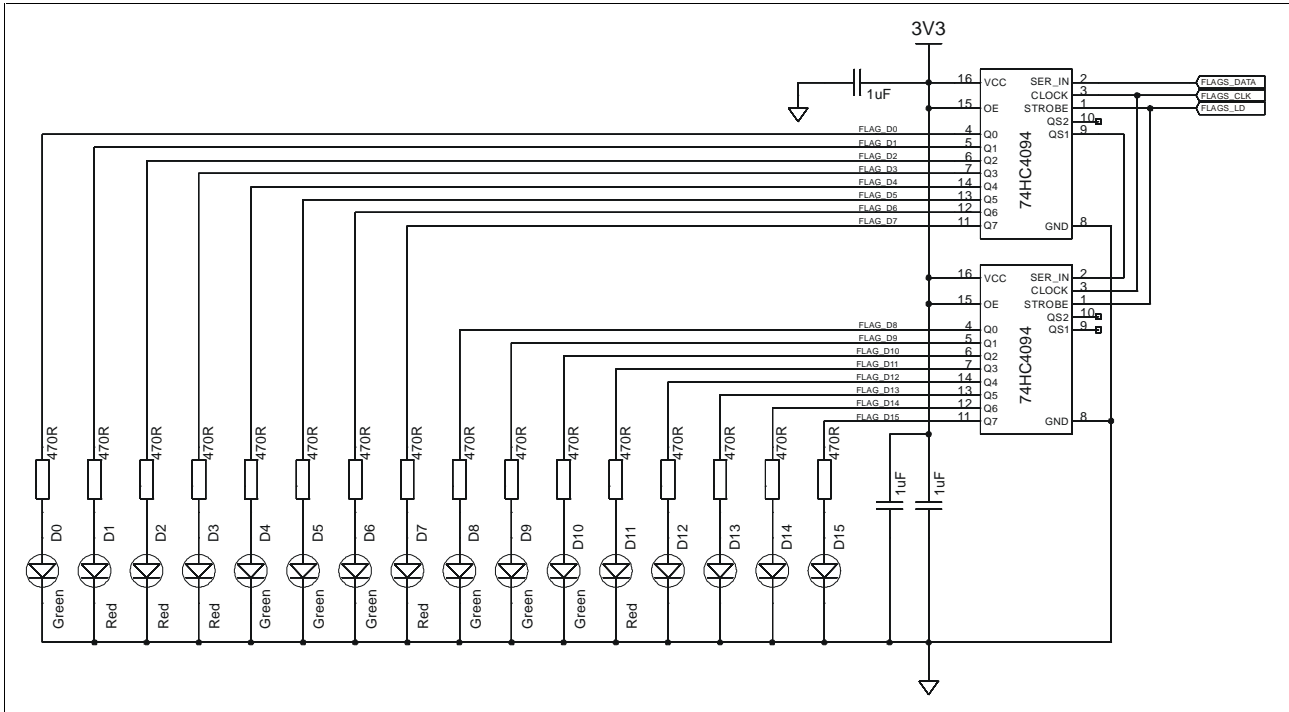 3V3
1uF
16 VCC SER_IN 2 FLAGS_DATA
CLOCK 3 FLAGS_CLK
15 OE STROBE 1 FLAGS_LD
QS2 10
FLAG_D0 4 Q0 QS1 9
FLAG_D1 5 Q1
FLAG_D2 6 Q2
FLAG_D3 7 Q3
FLAG_D4 14 Q4
FLAG_D5 13 Q5
FLAG_D6 12 Q6
FLAG_D7 11 Q7 GND 8
74HC4094
16 VCC SER_IN 2
CLOCK 3
15 OE STROBE 1
QS2 10
FLAG_D8 4 Q0 QS1 9
FLAG_D9 5 Q1
FLAG_D10 6 Q2
FLAG_D11 7 Q3
FLAG_D12 14 Q4
FLAG_D13 13 Q5
FLAG_D14 12 Q6
FLAG_D15 11 Q7 GND 8
74HC4094
470R 470R 470R 470R 470R 470R 470R 470R 470R 470R 470R 470R 470R 470R 470R 470R
1uF 1uF
D0 D1 D2 D3 D4 D5 D6 D7 D8 D9 D10 D11 D12 D13 D14 D15
Green Red Red Red Green Green Green Red Green Green Green Red